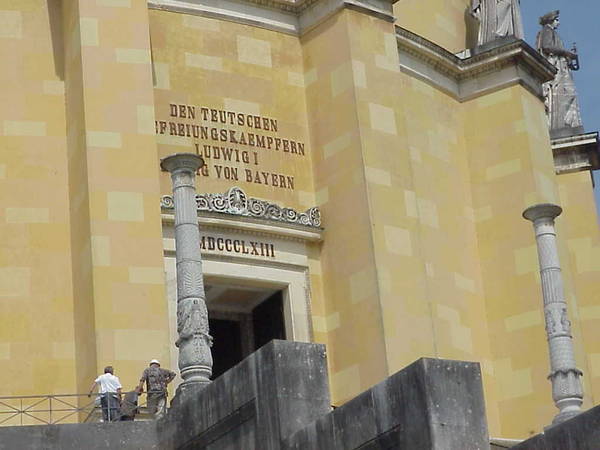 DEN TEUTSCHEN
EFREIUNGSKAEMPFERN
LUDWIG I
G VON BAYERN
MDCCCLXIII